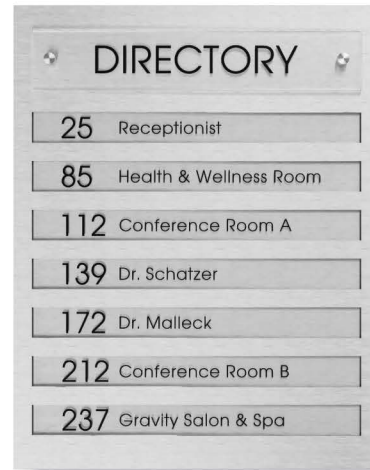 DIRECTORY
25 Receptionist
85 Health & Wellness Room
112 Conference Room A
139 Dr. Schatzer
172 Dr. Malleck
212 Conference Room B
237 Gravity Salon & Spa